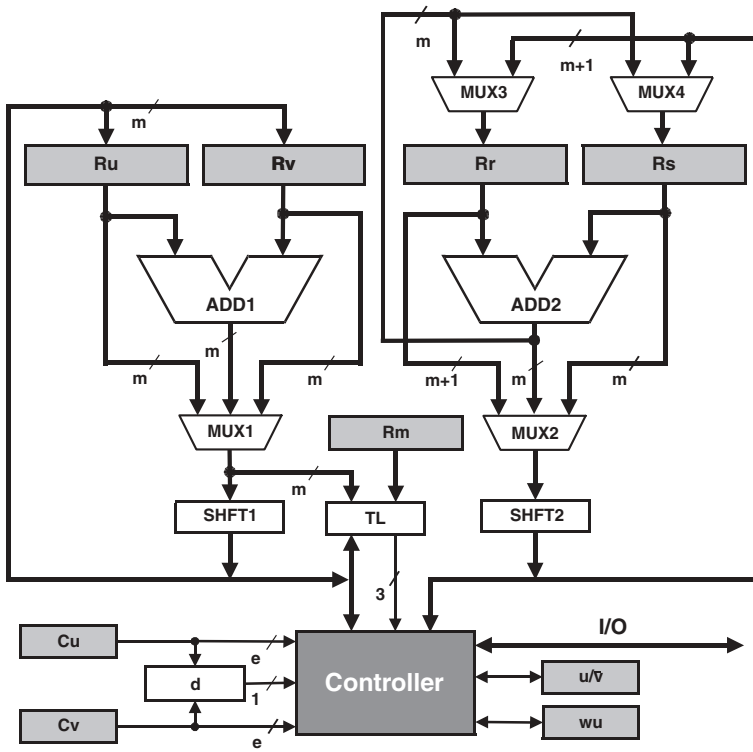 m
m+1
MUX3
MUX4
m
Ru
Rv
Rr
Rs
ADD1
ADD2
m
m
m
m+1
m
m
MUX1
Rm
MUX2
m
SHFT1
TL
SHFT2
3
I/O
Cu
e
d
1
Controller
u/v̅
Cv
e
wu